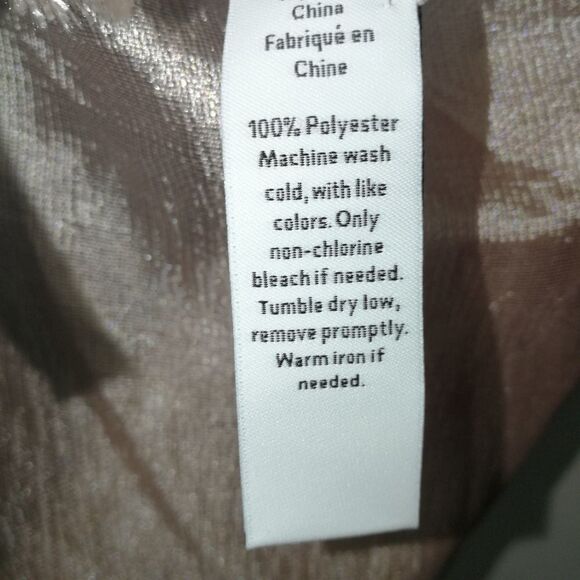 China
Fabriqué en
Chine
100% Polyester
Machine wash
cold, with like
colors. Only
non-chlorine
bleach if needed.
Tumble dry low,
remove promptly.
Warm iron if
needed.